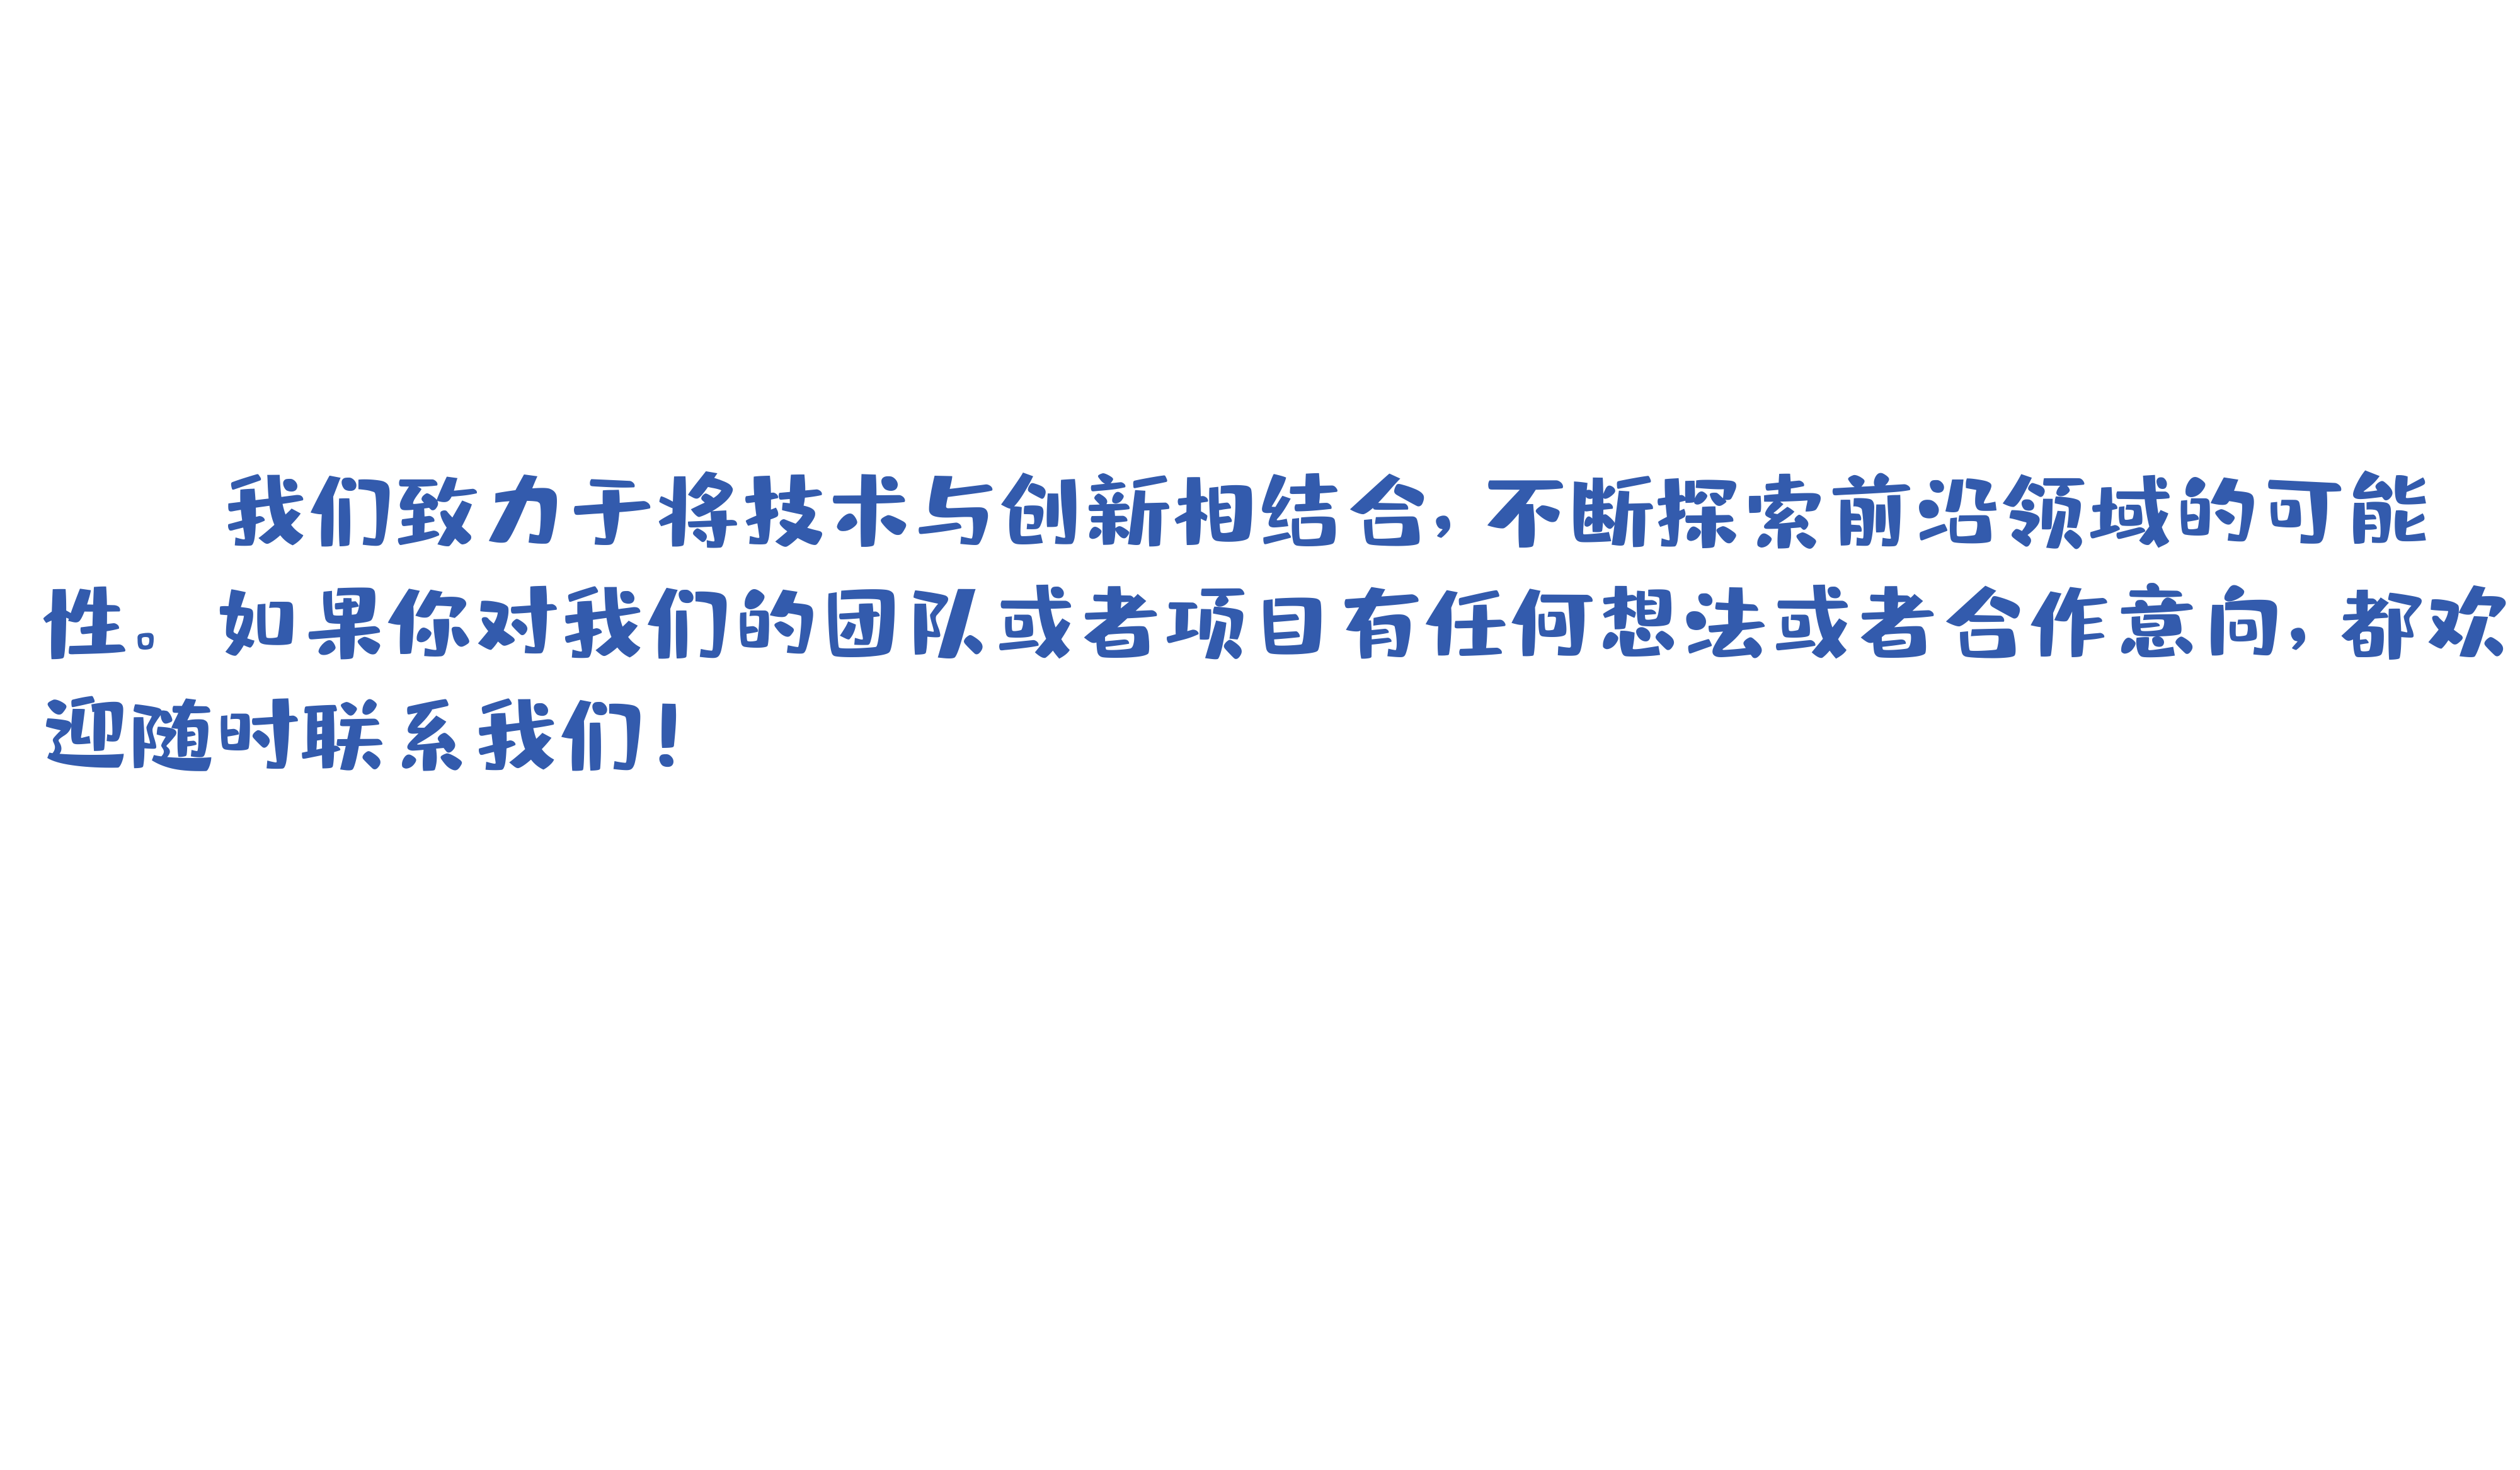 我们致力于将技术与创新相结合，不断探索前沿领域的可能
性。如果你对我们的团队或者项目有任何想法或者合作意向，都欢
迎随时联系我们！